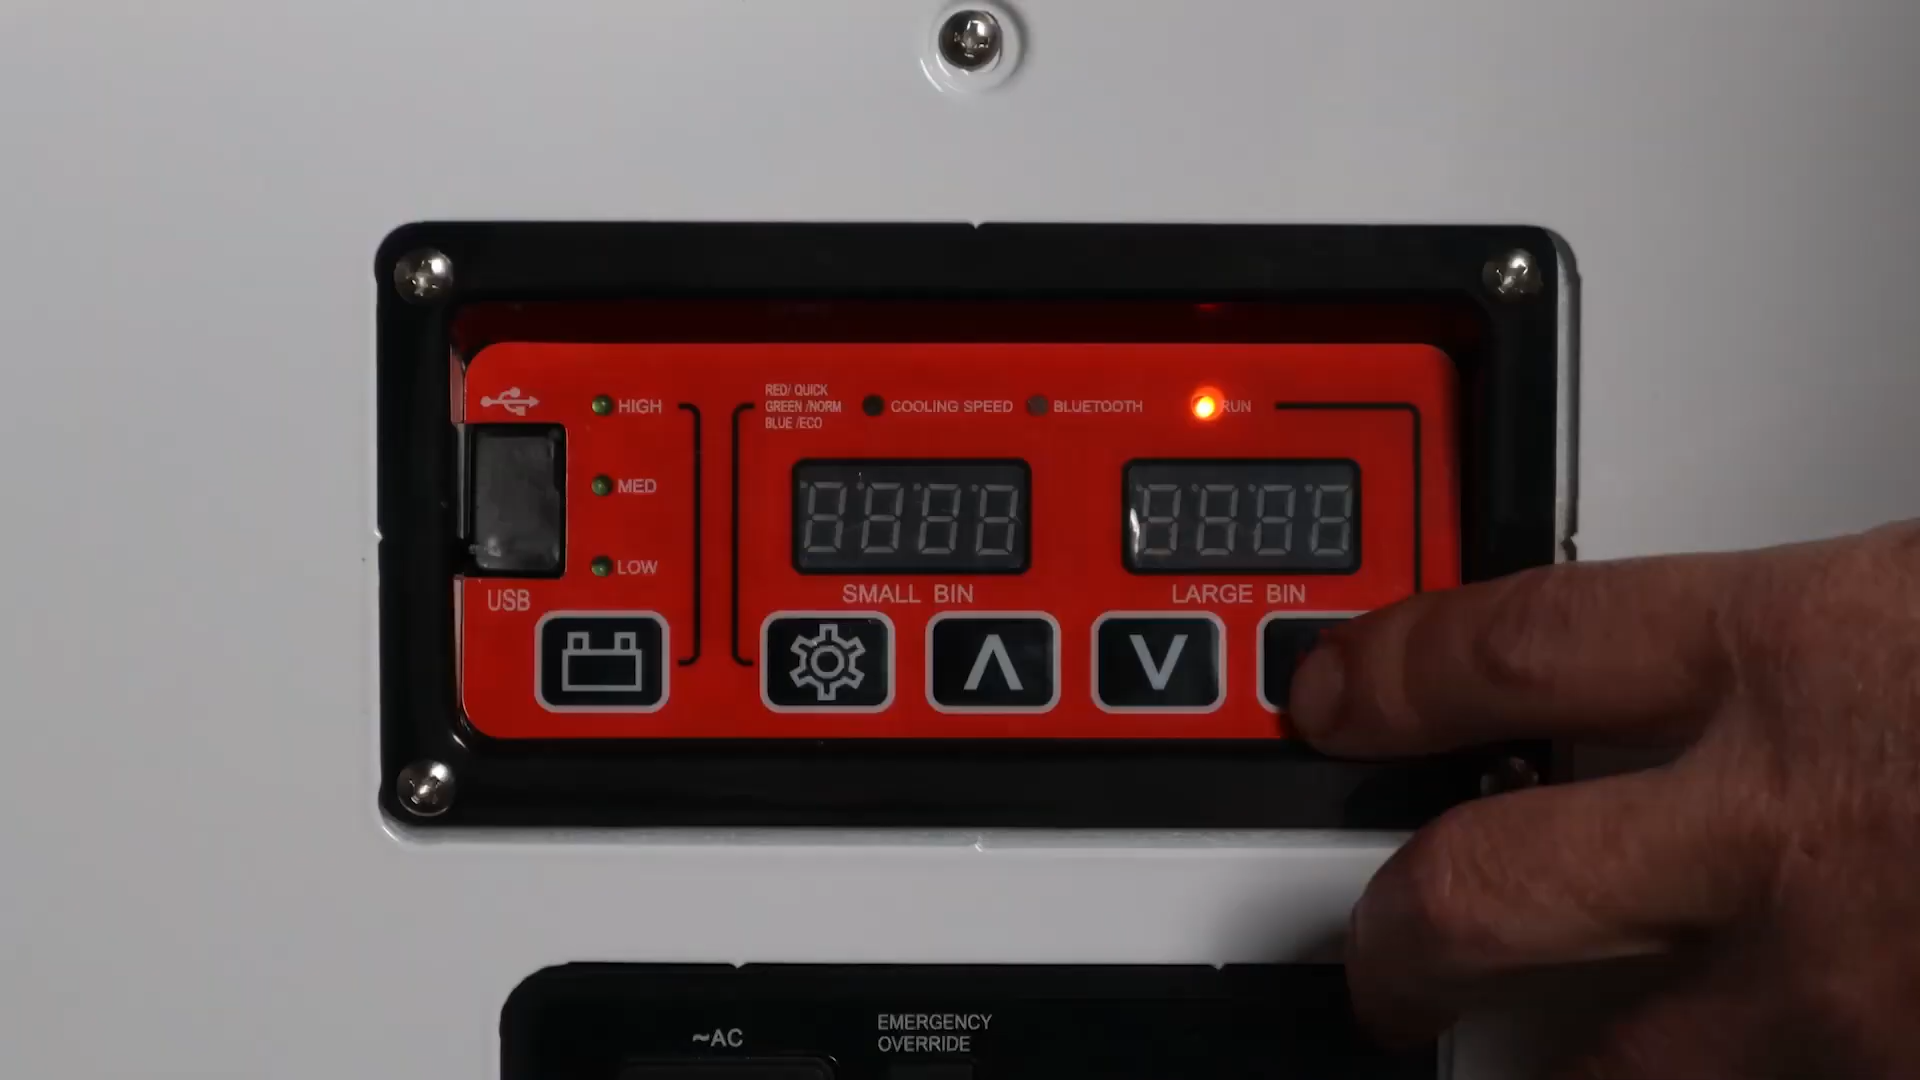 RED/ QUICK
GREEN /NORM
BLUE /ECO
COOLING SPEED
BLUETOOTH
RUN
HIGH
MED
LOW
USB
SMALL BIN
LARGE BIN
~AC
EMERGENCY
OVERRIDE